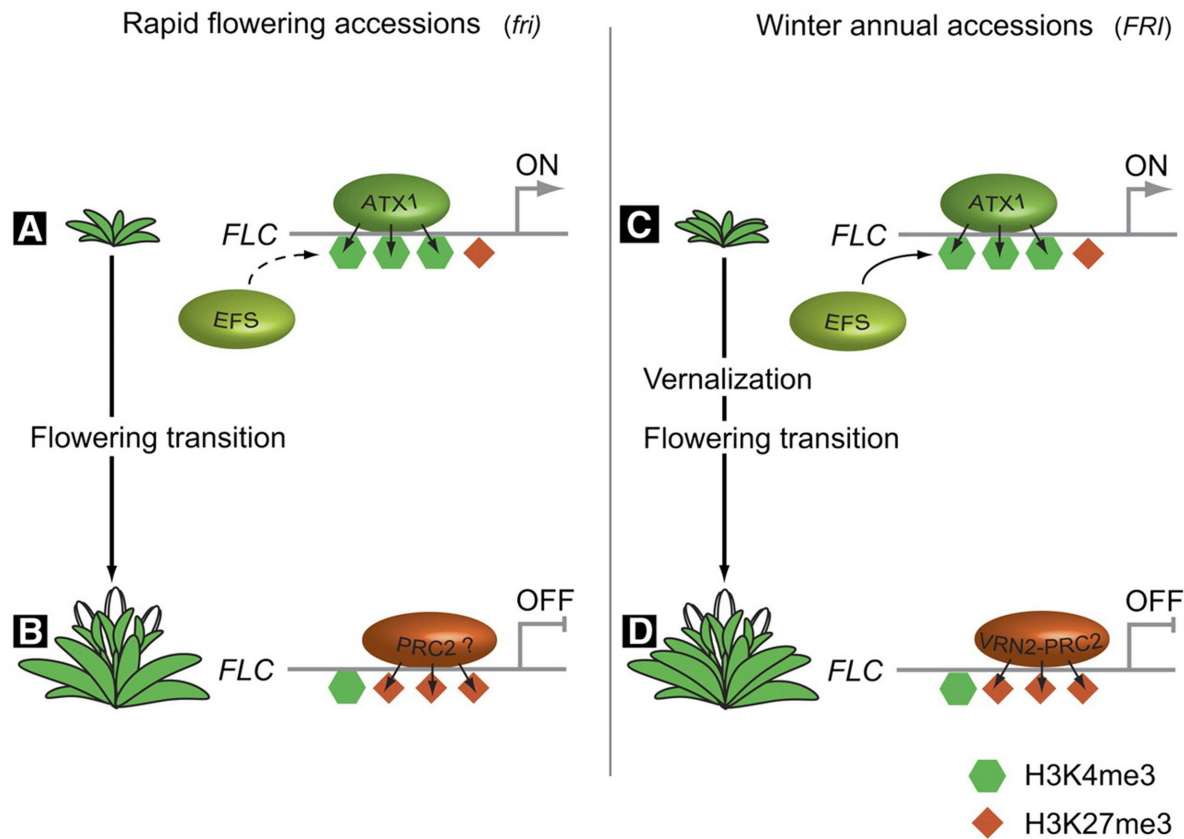 Rapid flowering accessions (fri)
Winter annual accessions (FRI)
A
FLC
ATX1
ON
EFS
Flowering transition
B
FLC
PRC2 ?
OFF
C
FLC
ATX1
ON
EFS
Vernalization
Flowering transition
D
FLC
VRN2-PRC2
OFF
H3K4me3
H3K27me3